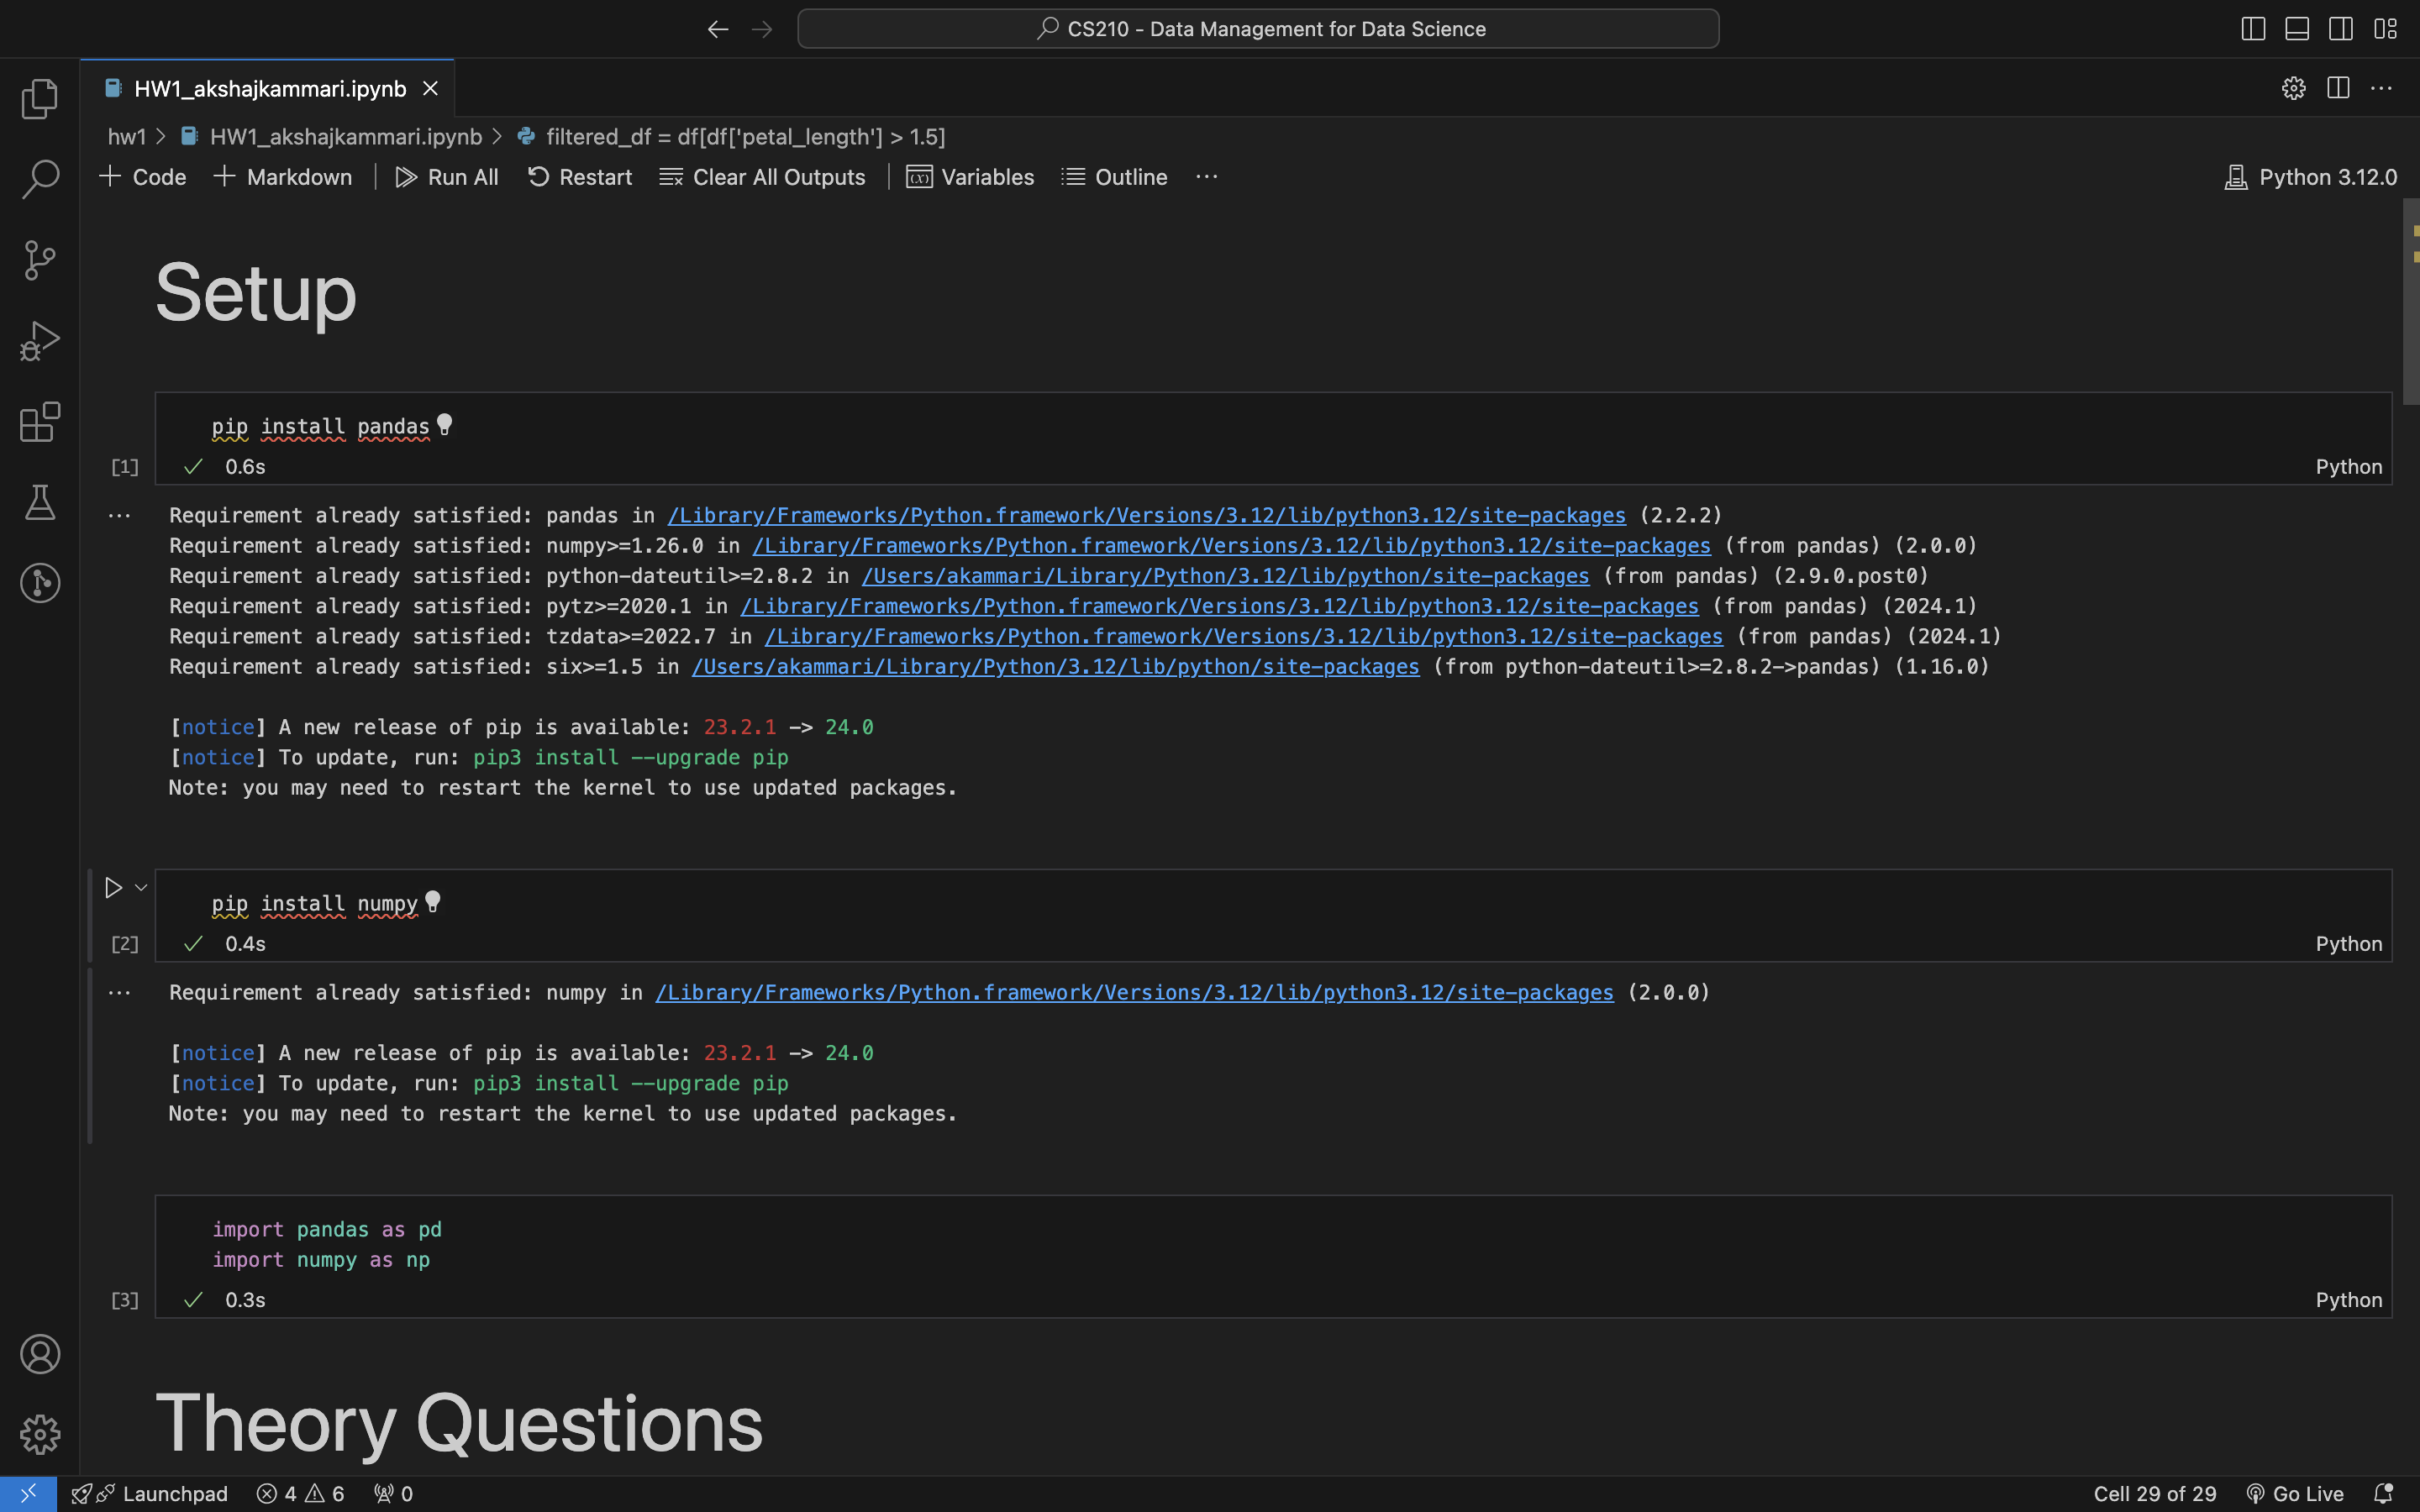 CS210 - Data Management for Data Science
HW1_akshajkammari.ipynb
hw1 > HW1_akshajkammari.ipynb > filtered_df = df[df['petal_length'] > 1.5]
Code Markdown Run All Restart Clear All Outputs Variables Outline ··· Python 3.12.0
Setup
pip install pandas
[1] 0.6s Python
Requirement already satisfied: pandas in /Library/Frameworks/Python.framework/Versions/3.12/lib/python3.12/site-packages (2.2.2)
Requirement already satisfied: numpy>=1.26.0 in /Library/Frameworks/Python.framework/Versions/3.12/lib/python3.12/site-packages (from pandas) (2.0.0)
Requirement already satisfied: python-dateutil>=2.8.2 in /Users/akammari/Library/Python/3.12/lib/python/site-packages (from pandas) (2.9.0.post0)
Requirement already satisfied: pytz>=2020.1 in /Library/Frameworks/Python.framework/Versions/3.12/lib/python3.12/site-packages (from pandas) (2024.1)
Requirement already satisfied: tzdata>=2022.7 in /Library/Frameworks/Python.framework/Versions/3.12/lib/python3.12/site-packages (from pandas) (2024.1)
Requirement already satisfied: six>=1.5 in /Users/akammari/Library/Python/3.12/lib/python/site-packages (from python-dateutil>=2.8.2->pandas) (1.16.0)
[notice] A new release of pip is available: 23.2.1 -> 24.0
[notice] To update, run: pip3 install --upgrade pip
Note: you may need to restart the kernel to use updated packages.
pip install numpy
[2] 0.4s Python
Requirement already satisfied: numpy in /Library/Frameworks/Python.framework/Versions/3.12/lib/python3.12/site-packages (2.0.0)
[notice] A new release of pip is available: 23.2.1 -> 24.0
[notice] To update, run: pip3 install --upgrade pip
Note: you may need to restart the kernel to use updated packages.
import pandas as pd
import numpy as np
[3] 0.3s Python
Theory Questions
Launchpad 4 6 0 Cell 29 of 29 Go Live